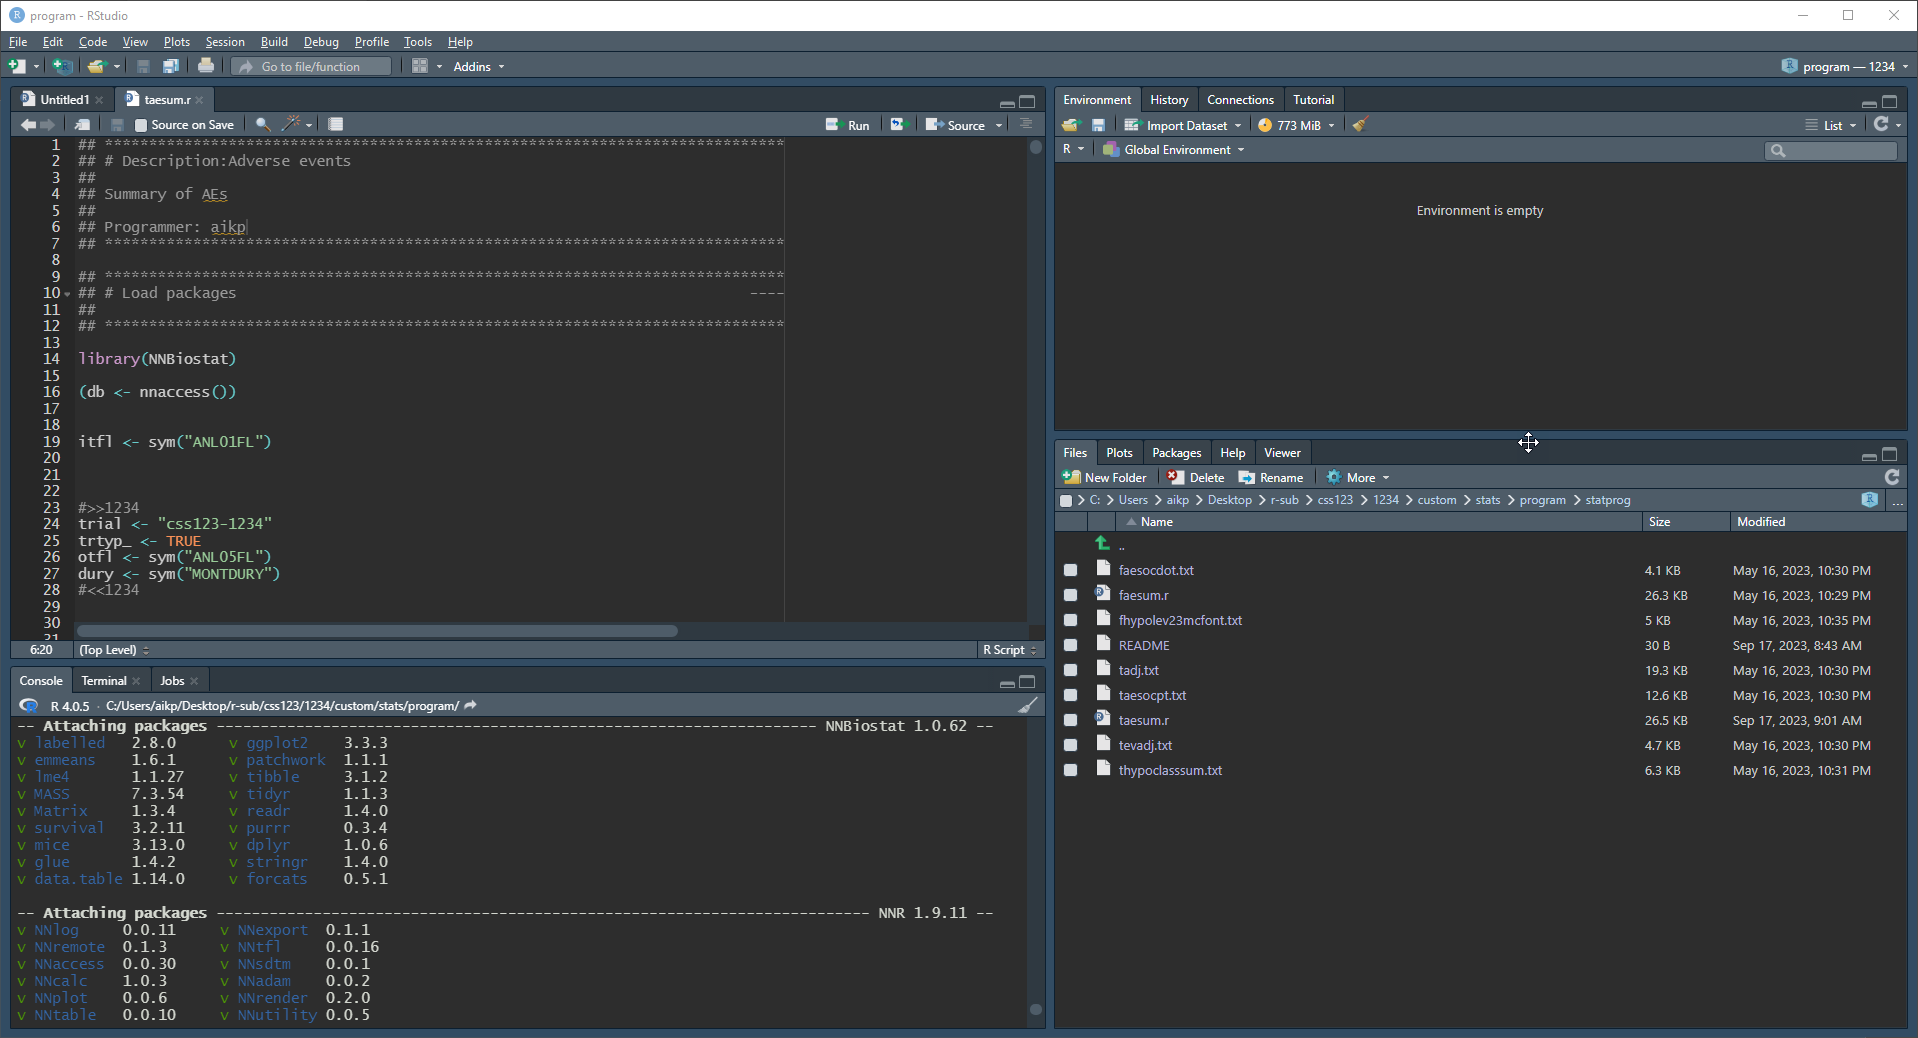 program - RStudio
File Edit Code View Plots Session Build Debug Profile Tools Help
Go to file/function Addins program — 1234
Untitled1 taesum.r
Source on Save Run Source
1 ## *****************************************************************************
2 ## # Description:Adverse events
3 ##
4 ## Summary of AEs
5 ##
6 ## Programmer: aikp
7 ## *****************************************************************************
8
9 ## *****************************************************************************
10 ## # Load packages ----
11 ##
12 ## *****************************************************************************
13
14 library(NNBiostat)
15
16 (db <- nnaccess())
17
18
19 itfl <- sym("ANL01FL")
20
21
22
23 #>>1234
24 trial <- "css123-1234"
25 trtyp_ <- TRUE
26 otfl <- sym("ANL05FL")
27 dury <- sym("MONTDURY")
28 #<<1234
29
30
31
6:20 (Top Level) R Script
Console Terminal Jobs
R 4.0.5 · C:/Users/aikp/Desktop/r-sub/css123/1234/custom/stats/program/
-- Attaching packages -------------------------------------------------------------------- NNBiostat 1.0.62 --
v labelled 2.8.0 v ggplot2 3.3.3
v emmeans 1.6.1 v patchwork 1.1.1
v lme4 1.1.27 v tibble 3.1.2
v MASS 7.3.54 v tidyr 1.1.3
v Matrix 1.3.4 v readr 1.4.0
v survival 3.2.11 v purrr 0.3.4
v mice 3.13.0 v dplyr 1.0.6
v glue 1.4.2 v stringr 1.4.0
v data.table 1.14.0 v forcats 0.5.1
-- Attaching packages -------------------------------------------------------------------------- NNR 1.9.11 --
v NNlog 0.0.11 v NNexport 0.1.1
v NNremote 0.1.3 v NNtfl 0.0.16
v NNaccess 0.0.30 v NNsdtm 0.0.1
v NNcalc 1.0.3 v NNadam 0.0.2
v NNplot 0.0.6 v NNrender 0.2.0
v NNtable 0.0.10 v NNutility 0.0.5
Environment History Connections Tutorial
Import Dataset 773 MiB List
R Global Environment
Environment is empty
Files Plots Packages Help Viewer
New Folder Delete Rename More
C: > Users > aikp > Desktop > r-sub > css123 > 1234 > custom > stats > program > statprog ...
Name Size Modified
..
faesocdot.txt 4.1 KB May 16, 2023, 10:30 PM
faesum.r 26.3 KB May 16, 2023, 10:29 PM
fhypolev23mcfont.txt 5 KB May 16, 2023, 10:35 PM
README 30 B Sep 17, 2023, 8:43 AM
tadj.txt 19.3 KB May 16, 2023, 10:30 PM
taesocpt.txt 12.6 KB May 16, 2023, 10:30 PM
taesum.r 26.5 KB Sep 17, 2023, 9:01 AM
tevadj.txt 4.7 KB May 16, 2023, 10:30 PM
thypoclasssum.txt 6.3 KB May 16, 2023, 10:31 PM